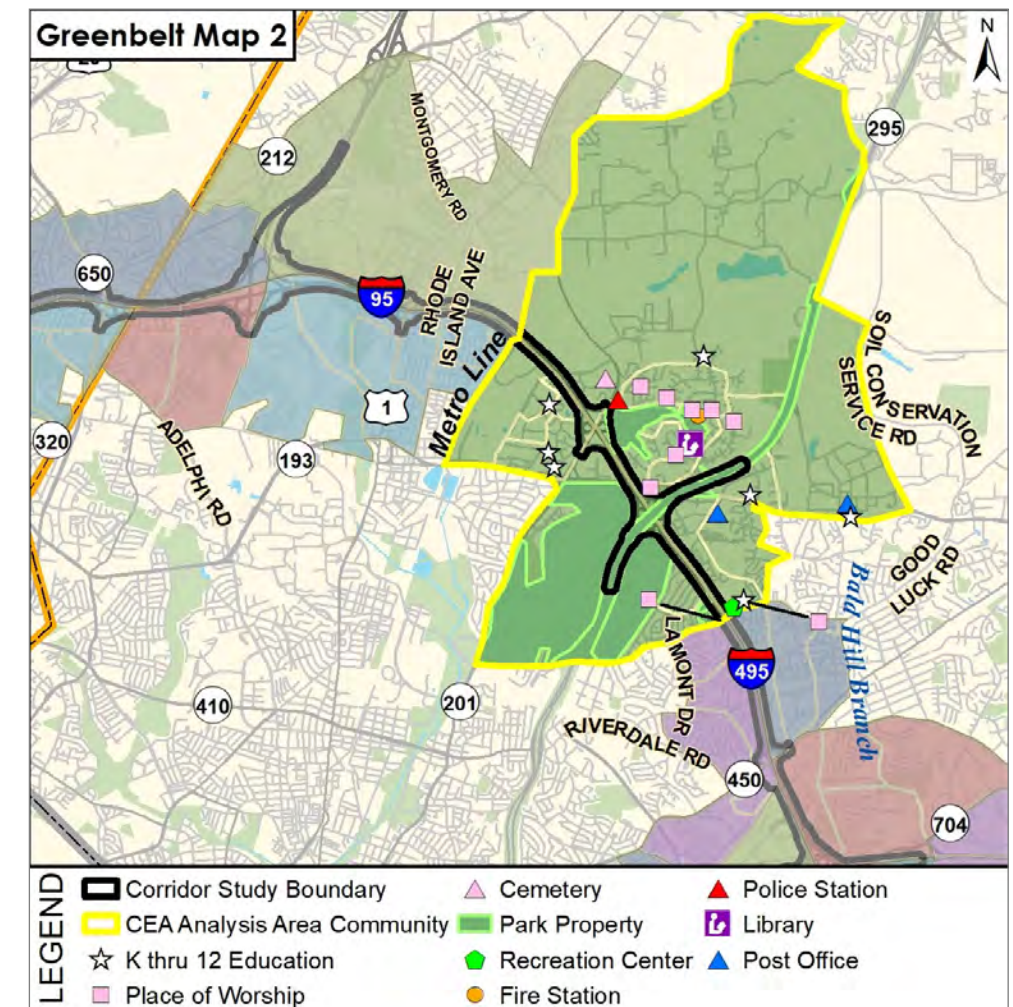 Greenbelt Map 2
N
295
212
MONTGOMERY RD
650
95
RHODE
ISLAND AVE
Metro Line
1
SOIL CONSERVATION
SERVICE RD
320
193
ADELPHI RD
GOOD
LUCK RD
Bald Hill Branch
LAMONT DR
495
201
410
RIVERDALE RD
450
704
LEGEND
Corridor Study Boundary
CEA Analysis Area Community
K thru 12 Education
Place of Worship
Cemetery
Park Property
Recreation Center
Fire Station
Police Station
Library
Post Office